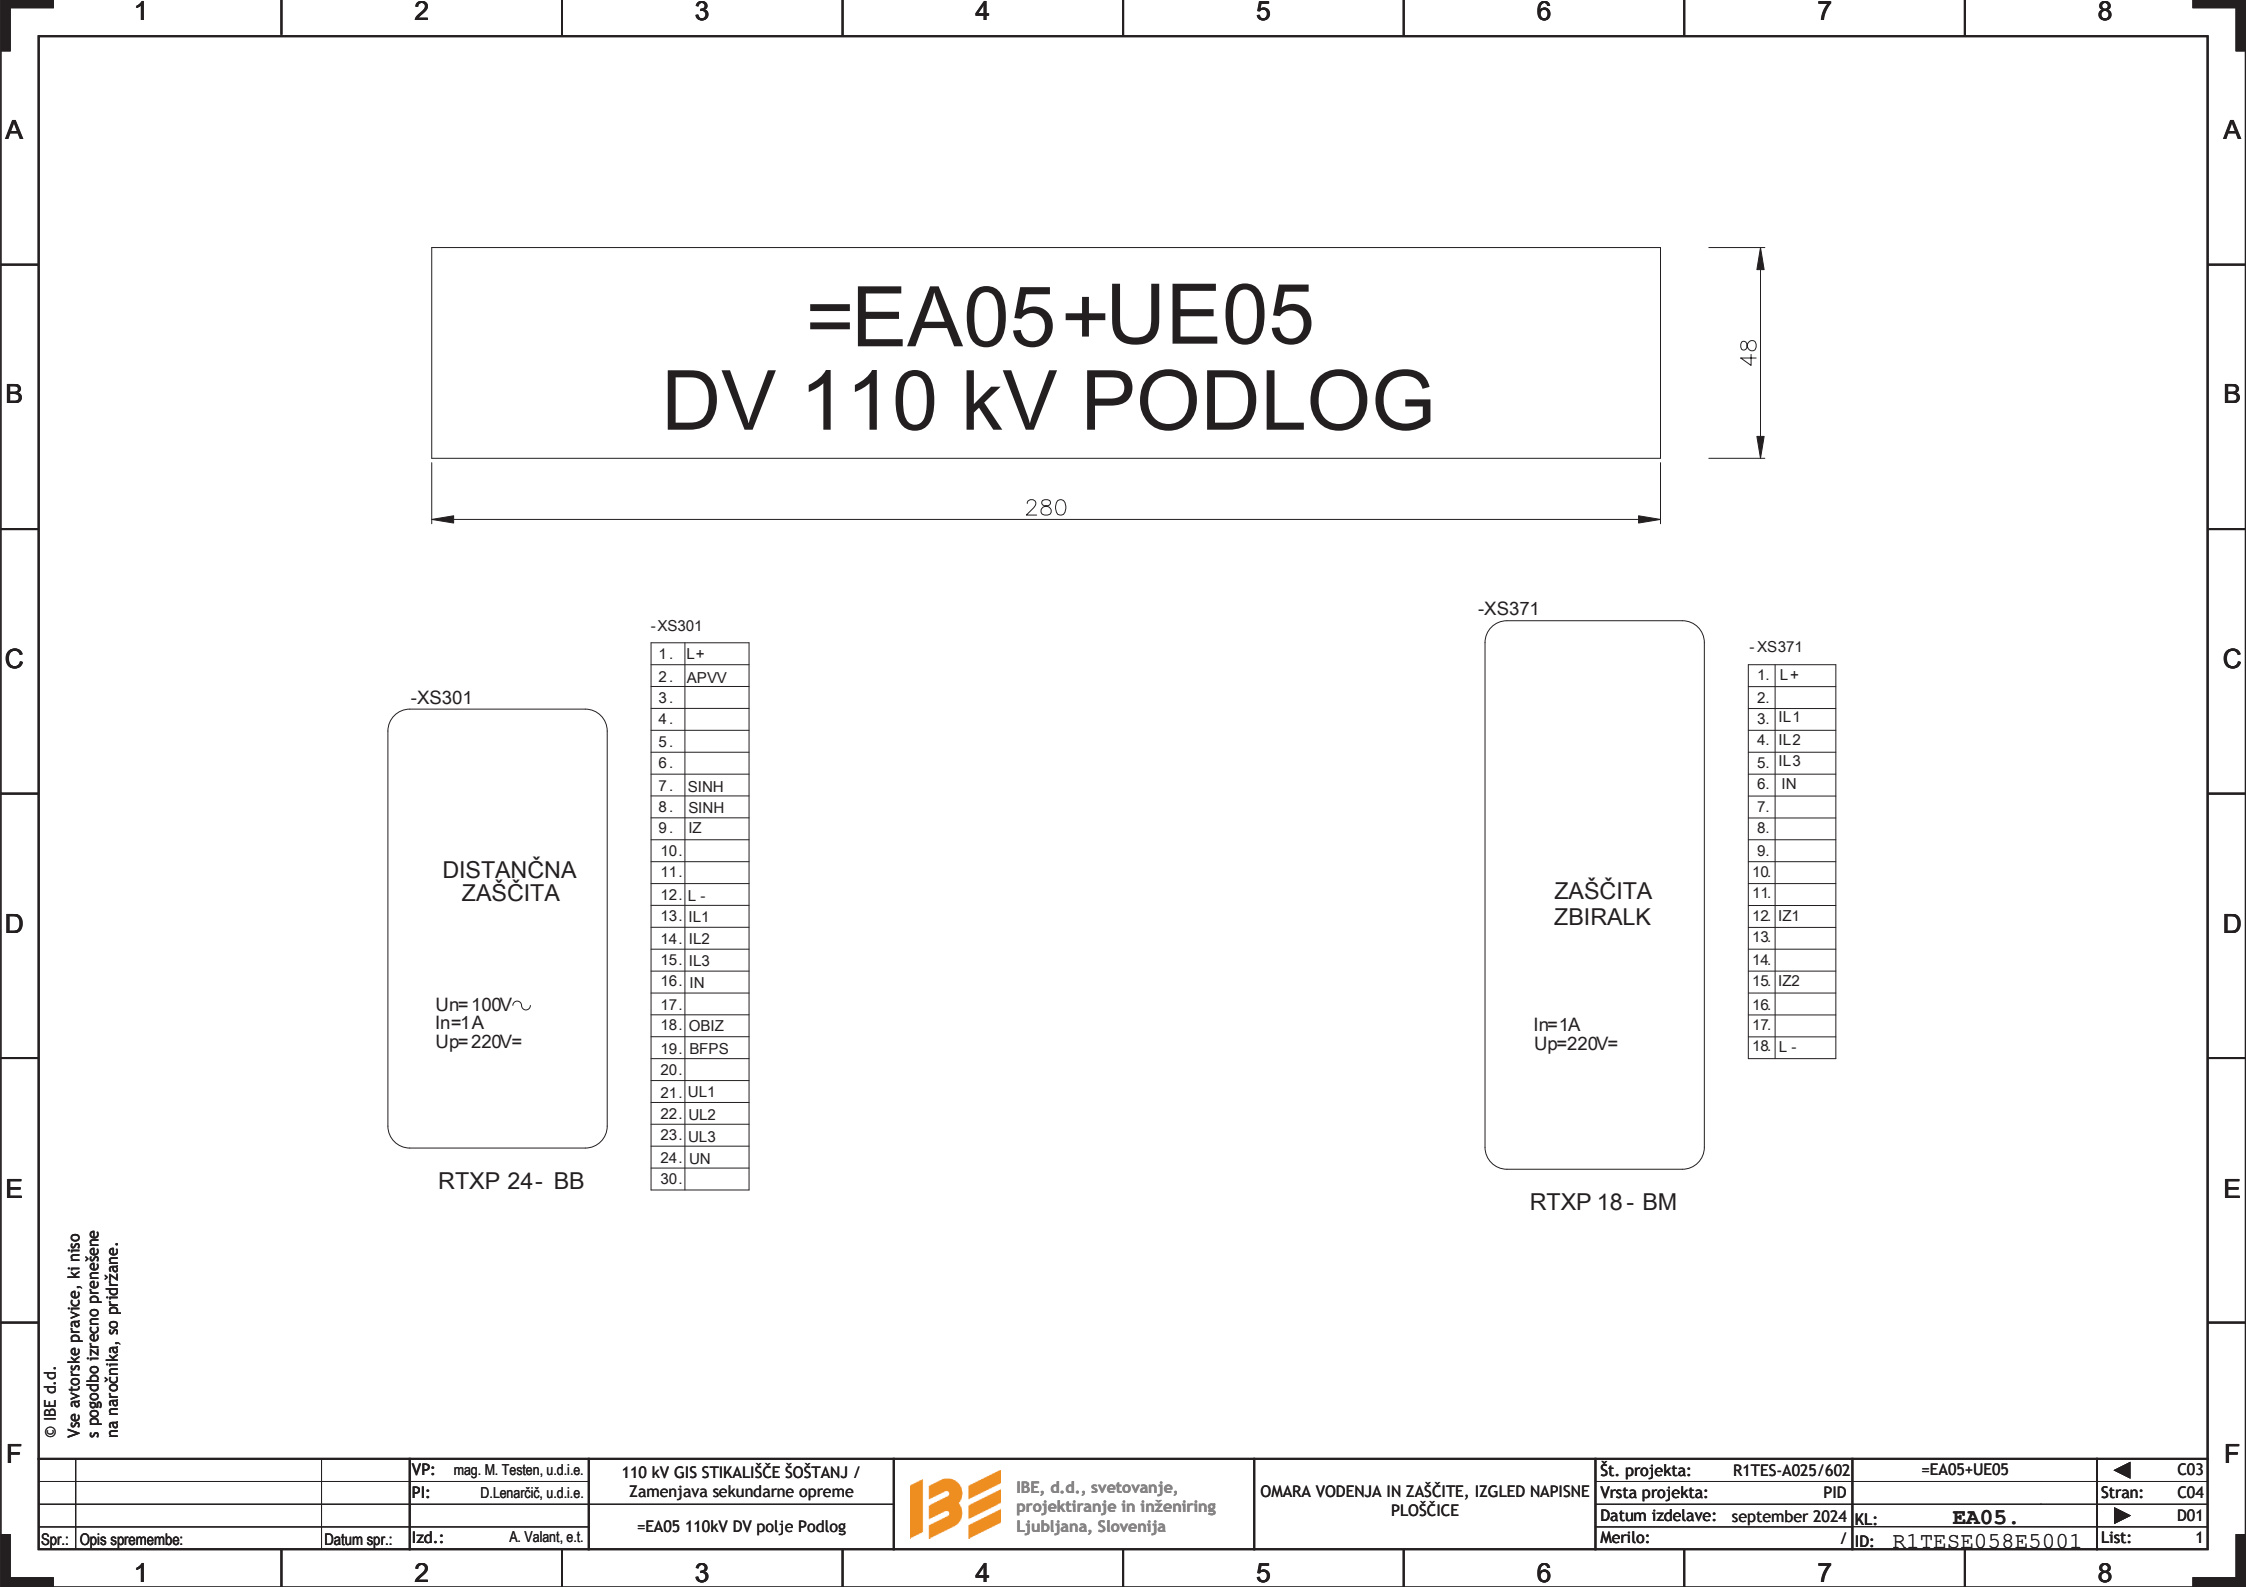 1 2 3 4 5 6 7 8
A A
B B
C C
D D
E E
F F
=EA05+UE05
DV 110 kV PODLOG
48
280
-XS301
DISTANČNA
ZAŠČITA
Un= 100V~
In=1A
Up= 220V=
RTXP 24- BB
-XS301
1. L+
2. APVV
3.
4.
5.
6.
7. SINH
8. SINH
9. IZ
10.
11.
12. L -
13. IL1
14. IL2
15. IL3
16. IN
17.
18. OBIZ
19. BFPS
20.
21. UL1
22. UL2
23. UL3
24. UN
30.
-XS371
ZAŠČITA
ZBIRALK
In=1A
Up=220V=
RTXP 18- BM
-XS371
1. L+
2.
3. IL1
4. IL2
5. IL3
6. IN
7.
8.
9.
10.
11.
12. IZ1
13.
14.
15. IZ2
16.
17.
18. L -
© IBE d.d.
Vse avtorske pravice, ki niso
s pogodbo izrecno prenešene
na naročnika, so pridržane.
Spr.: Opis spremembe: Datum spr.:
VP: mag. M. Testen, u.d.i.e.
PI: D.Lenarčič, u.d.i.e.
Izd.: A. Valant, e.t.
110 kV GIS STIKALIŠČE ŠOŠTANJ /
Zamenjava sekundarne opreme
=EA05 110kV DV polje Podlog
IBE
IBE, d.d., svetovanje,
projektiranje in inženiring
Ljubljana, Slovenija
OMARA VODENJA IN ZAŠČITE, IZGLED NAPISNE
PLOŠČICE
Št. projekta: R1TES-A025/602
Vrsta projekta: PID
Datum izdelave: september 2024
Merilo: /
=EA05+UE05
KL: EA05.
ID: R1TESE058E5001
◀ C03
Stran: C04
▶ D01
List: 1
1 2 3 4 5 6 7 8